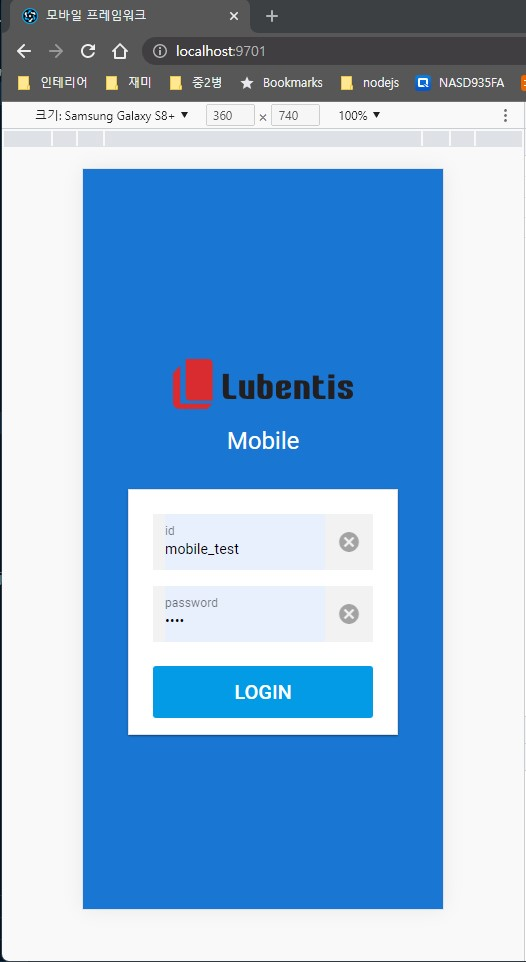 모바일 프레임워크
localhost:9701
인테리어 재미 중2병 Bookmarks nodejs NASD935FA
크기: Samsung Galaxy S8+ ▼ 360 × 740 100% ▼
Lubentis
Mobile
id
mobile_test
password
••••
LOGIN